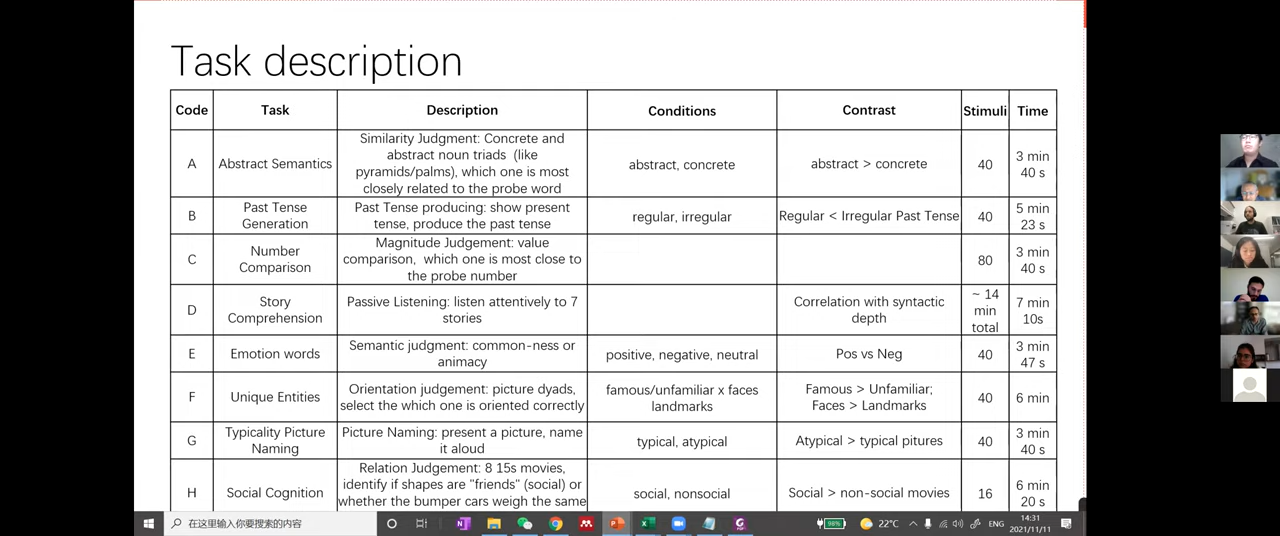 Task description
Code Task Description Conditions Contrast Stimuli Time
A
Abstract Semantics
Similarity Judgment: Concrete and
abstract noun triads (like
pyramids/palms), which one is most
closely related to the probe word
abstract, concrete
abstract > concrete
40
3 min
40 s
B
Past Tense
Generation
Past Tense producing: show present
tense, produce the past tense
regular, irregular
Regular < Irregular Past Tense
40
5 min
23 s
C
Number
Comparison
Magnitude Judgement: value
comparison, which one is most close to
the probe number
80
3 min
40 s
D
Story
Comprehension
Passive Listening: listen attentively to 7
stories
Correlation with syntactic
depth
~ 14
min
total
7 min
10s
E
Emotion words
Semantic judgment: common-ness or
animacy
positive, negative, neutral
Pos vs Neg
40
3 min
47 s
F
Unique Entities
Orientation judgement: picture dyads,
select the which one is oriented correctly
famous/unfamiliar x faces
landmarks
Famous > Unfamiliar;
Faces > Landmarks
40
6 min
G
Typicality Picture
Naming
Picture Naming: present a picture, name
it aloud
typical, atypical
Atypical > typical pitures
40
3 min
40 s
H
Social Cognition
Relation Judgement: 8 15s movies,
identify if shapes are "friends" (social) or
whether the bumper cars weigh the same
social, nonsocial
Social > non-social movies
16
6 min
20 s
在这里输入你要搜索的内容
98%
22°C
ENG
14:31
2021/11/11